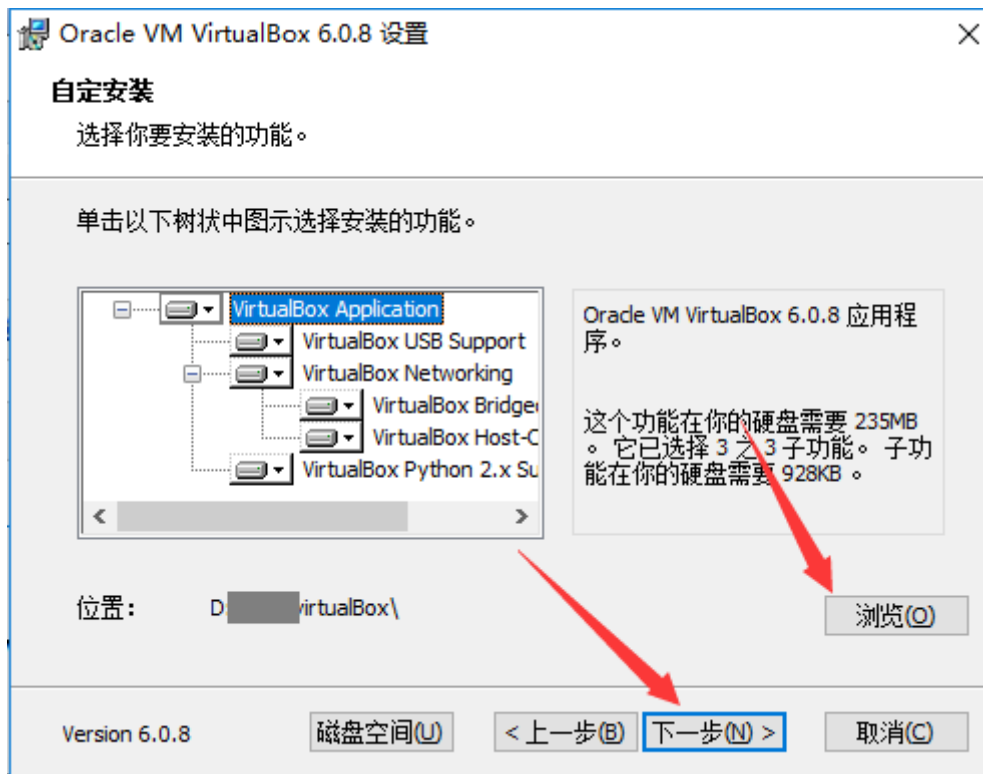 Oracle VM VirtualBox 6.0.8 设置
自定安装
选择你要安装的功能。
单击以下树状中图示选择安装的功能。
VirtualBox Application
VirtualBox USB Support
VirtualBox Networking
VirtualBox Bridge
VirtualBox Host-C
VirtualBox Python 2.x Su
Oracle VM VirtualBox 6.0.8 应用程
序。
这个功能在你的硬盘需要 235MB
。 它已选择 3 之 3 子功能。 子功
能在你的硬盘需要 928KB 。
位置: D virtualBox\
浏览(O)
Version 6.0.8
磁盘空间(U)
< 上一步(B)
下一步(N) >
取消(C)